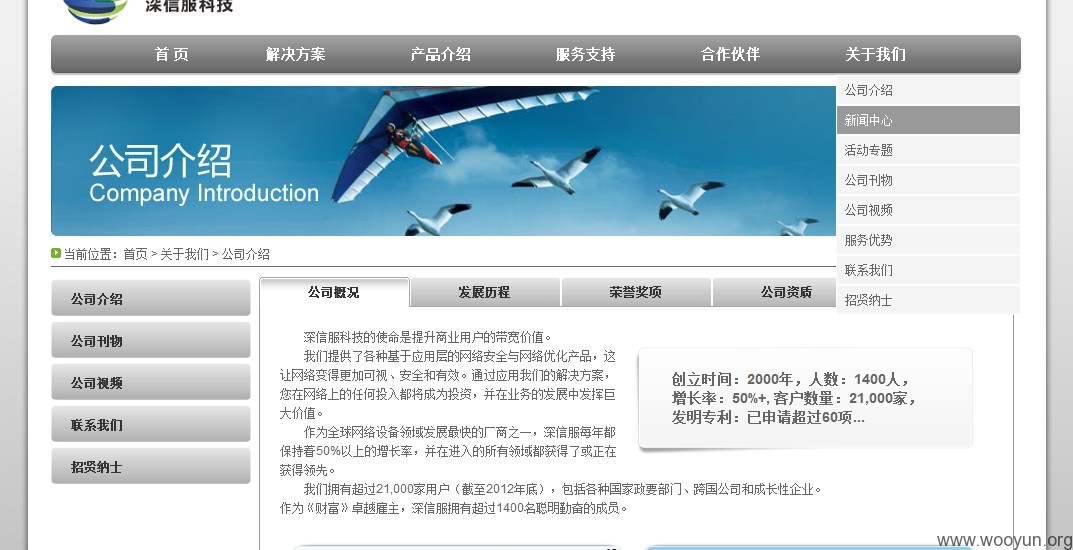 深信服科技
首 页 解决方案 产品介绍 服务支持 合作伙伴 关于我们
公司介绍
新闻中心
活动专题
公司刊物
公司视频
服务优势
联系我们
招贤纳士
公司介绍
Company Introduction
当前位置：首页 > 关于我们 > 公司介绍
公司介绍
公司刊物
公司视频
联系我们
招贤纳士
公司概况 发展历程 荣誉奖项 公司资质
深信服科技的使命是提升商业用户的带宽价值。
我们提供了各种基于应用层的网络安全与网络优化产品，这
让网络变得更加可视、安全和有效。通过应用我们的解决方案，
您在网络上的任何投入都将成为投资，并在业务的发展中发挥巨
大价值。
作为全球网络设备领域发展最快的厂商之一，深信服每年都
保持着50%以上的增长率，并在进入的所有领域都获得了或正在
获得领先。
我们拥有超过21,000家用户（截至2012年底），包括各种国家政要部门、跨国公司和成长性企业。
作为《财富》卓越雇主，深信服拥有超过1400名聪明勤奋的成员。
创立时间：2000年，人数：1400人，
增长率：50%+, 客户数量：21,000家，
发明专利：已申请超过60项...
www.wooyun.org